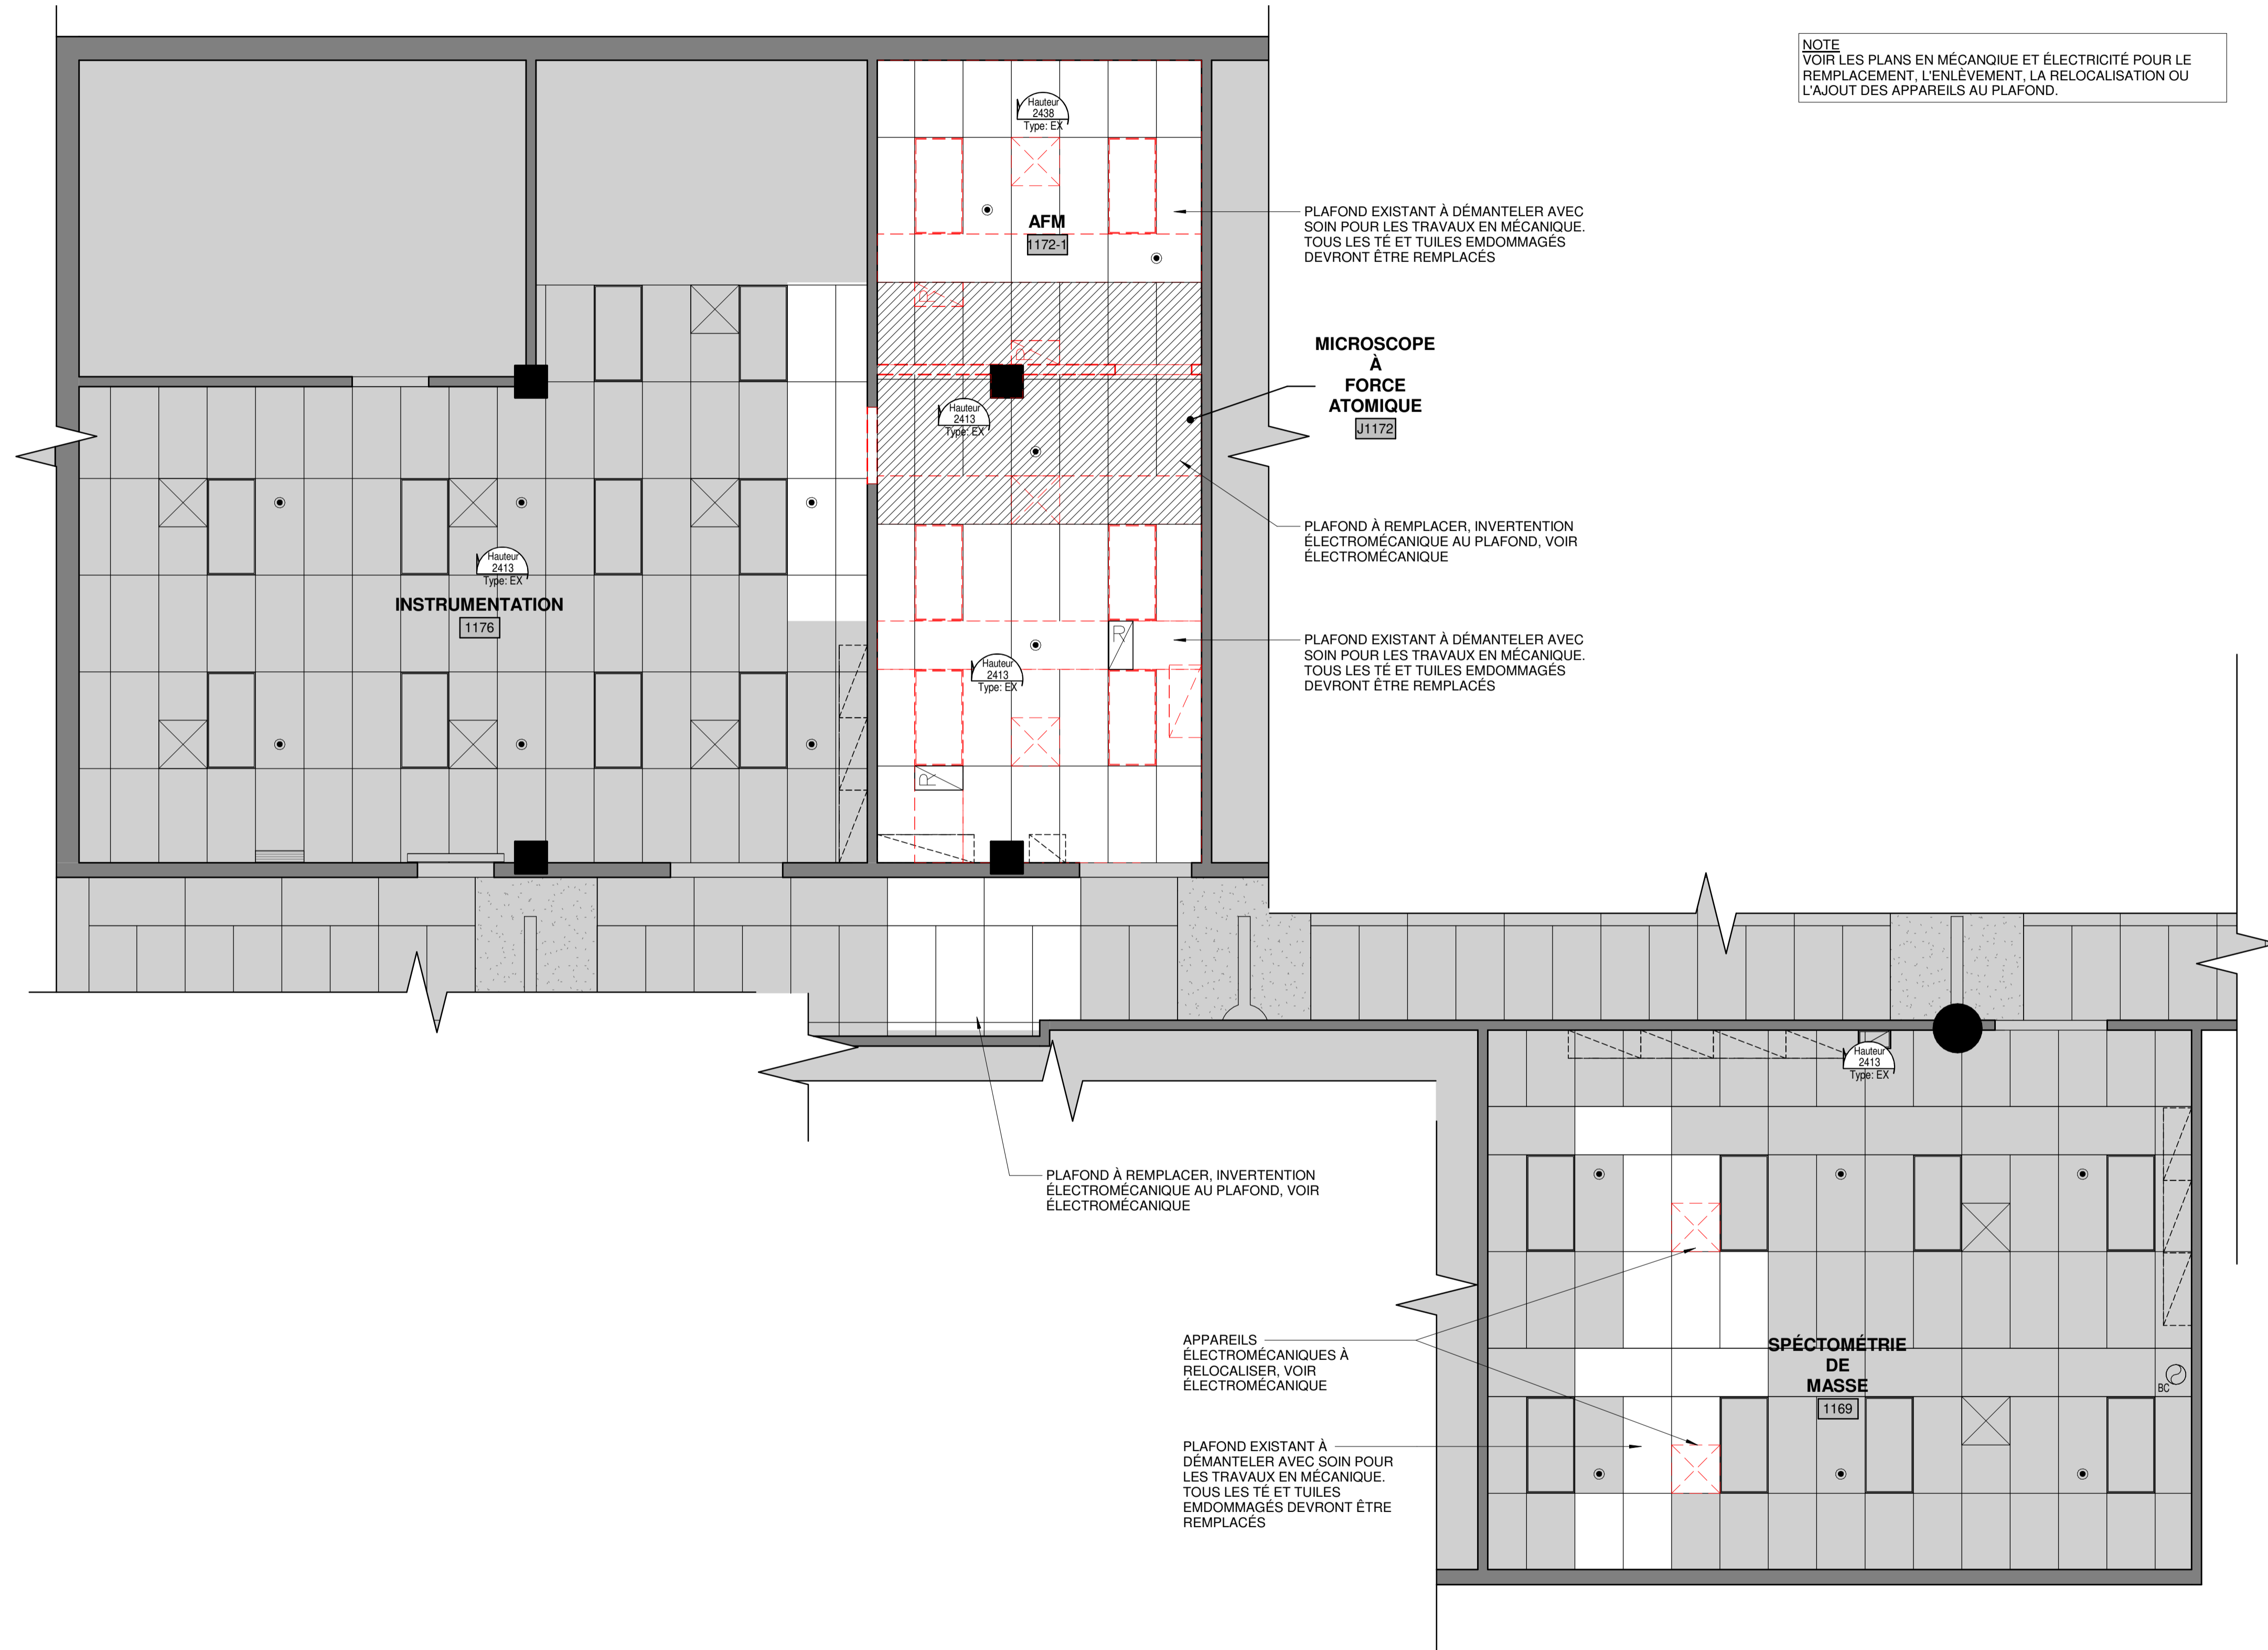 NOTE
VOIR LES PLANS EN MÉCANQIUE ET ÉLECTRICITÉ POUR LE
REMPLACEMENT, L'ENLÈVEMENT, LA RELOCALISATION OU
L'AJOUT DES APPAREILS AU PLAFOND.
Hauteur
2438
Type: EX
AFM
1172-1
PLAFOND EXISTANT À DÉMANTELER AVEC
SOIN POUR LES TRAVAUX EN MÉCANIQUE.
TOUS LES TÉ ET TUILES EMDOMMAGÉS
DEVRONT ÊTRE REMPLACÉS
R
R
MICROSCOPE
À
FORCE
ATOMIQUE
J1172
Hauteur
2413
Type: EX
PLAFOND À REMPLACER, INVERTENTION
ÉLECTROMÉCANIQUE AU PLAFOND, VOIR
ÉLECTROMÉCANIQUE
Hauteur
2413
Type: EX
INSTRUMENTATION
1176
R
PLAFOND EXISTANT À DÉMANTELER AVEC
SOIN POUR LES TRAVAUX EN MÉCANIQUE.
TOUS LES TÉ ET TUILES EMDOMMAGÉS
DEVRONT ÊTRE REMPLACÉS
Hauteur
2413
Type: EX
R
Hauteur
2413
Type: EX
PLAFOND À REMPLACER, INVERTENTION
ÉLECTROMÉCANIQUE AU PLAFOND, VOIR
ÉLECTROMÉCANIQUE
APPAREILS
ÉLECTROMÉCANIQUES À
RELOCALISER, VOIR
ÉLECTROMÉCANIQUE
SPÉCTOMÉTRIE
DE
MASSE
1169
BC
PLAFOND EXISTANT À
DÉMANTELER AVEC SOIN POUR
LES TRAVAUX EN MÉCANIQUE.
TOUS LES TÉ ET TUILES
EMDOMMAGÉS DEVRONT ÊTRE
REMPLACÉS